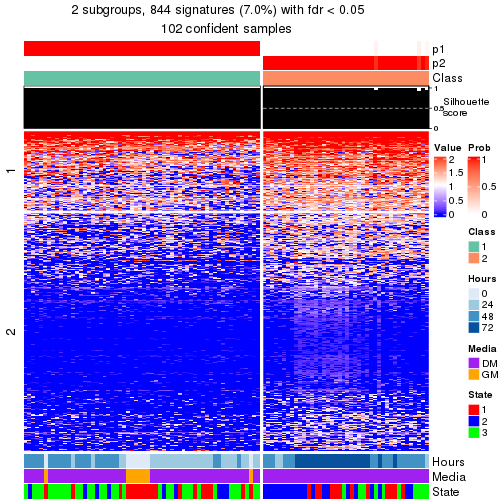 2 subgroups, 844 signatures (7.0%) with fdr < 0.05
102 confident samples
p1
p2
Class
1
0.5
0
Silhouette
score
1
2
Value
2
1.5
1
0.5
0
Prob
1
0.5
0
Class
1
2
Hours
0
24
48
72
Media
DM
GM
State
1
2
3
Hours
Media
State